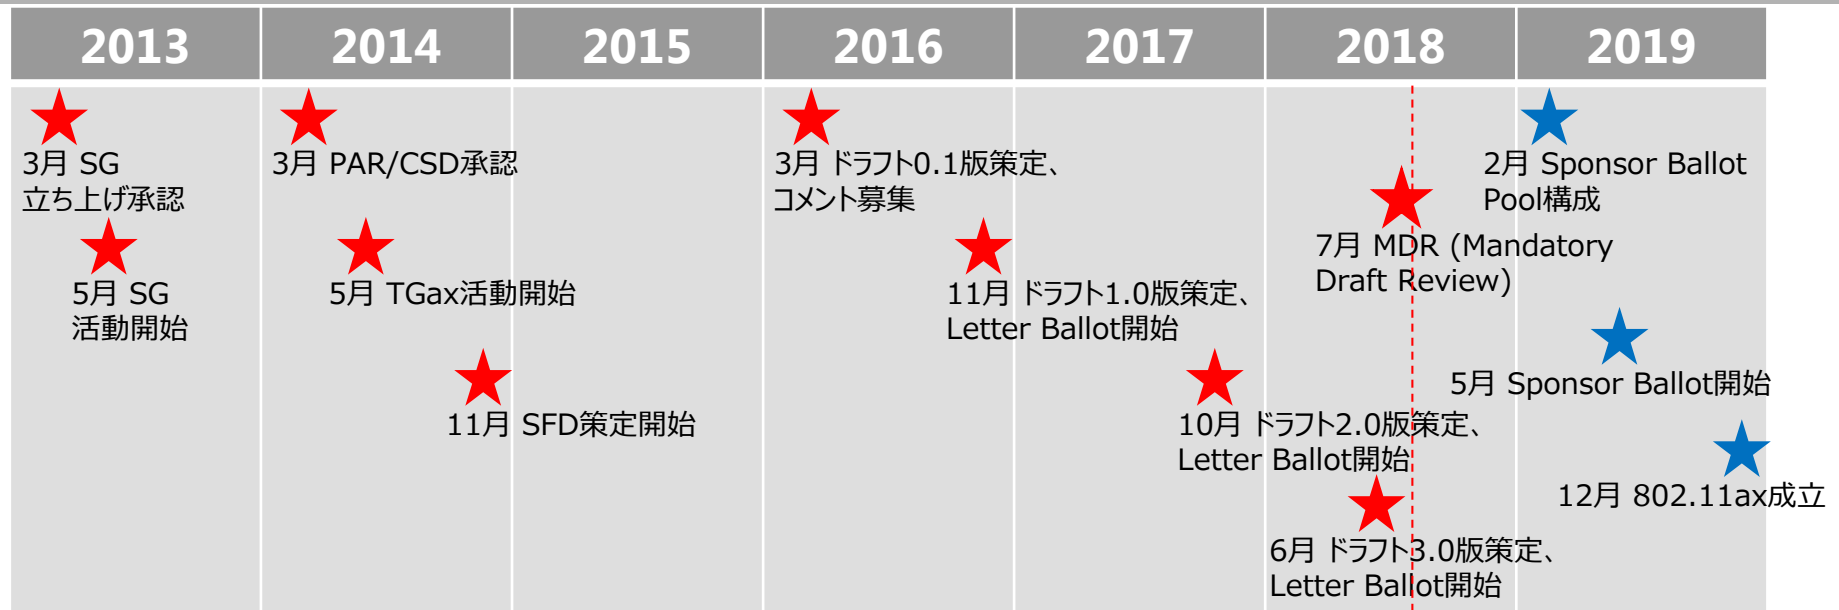 2013
2014
2015
2016
2017
2018
2019
3月 SG
立ち上げ承認
5月 SG
活動開始
3月 PAR/CSD承認
5月 TGax活動開始
11月 SFD策定開始
3月 ドラフト0.1版策定、
コメント募集
11月 ドラフト1.0版策定、
Letter Ballot開始
10月 ドラフト2.0版策定、
Letter Ballot開始
7月 MDR (Mandatory
Draft Review)
6月 ドラフト3.0版策定、
Letter Ballot開始
2月 Sponsor Ballot
Pool構成
5月 Sponsor Ballot開始
12月 802.11ax成立